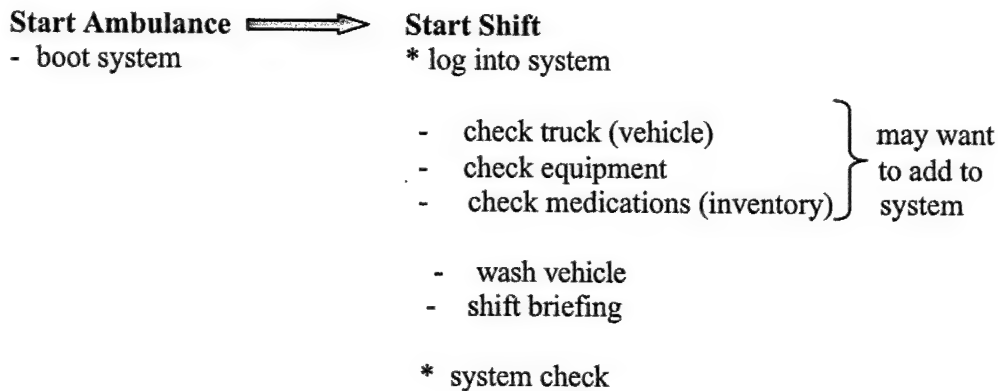 Start Ambulance Start Shift
- boot system * log into system
- check truck (vehicle) may want
- check equipment to add to
- check medications (inventory) system
- wash vehicle
- shift briefing
* system check